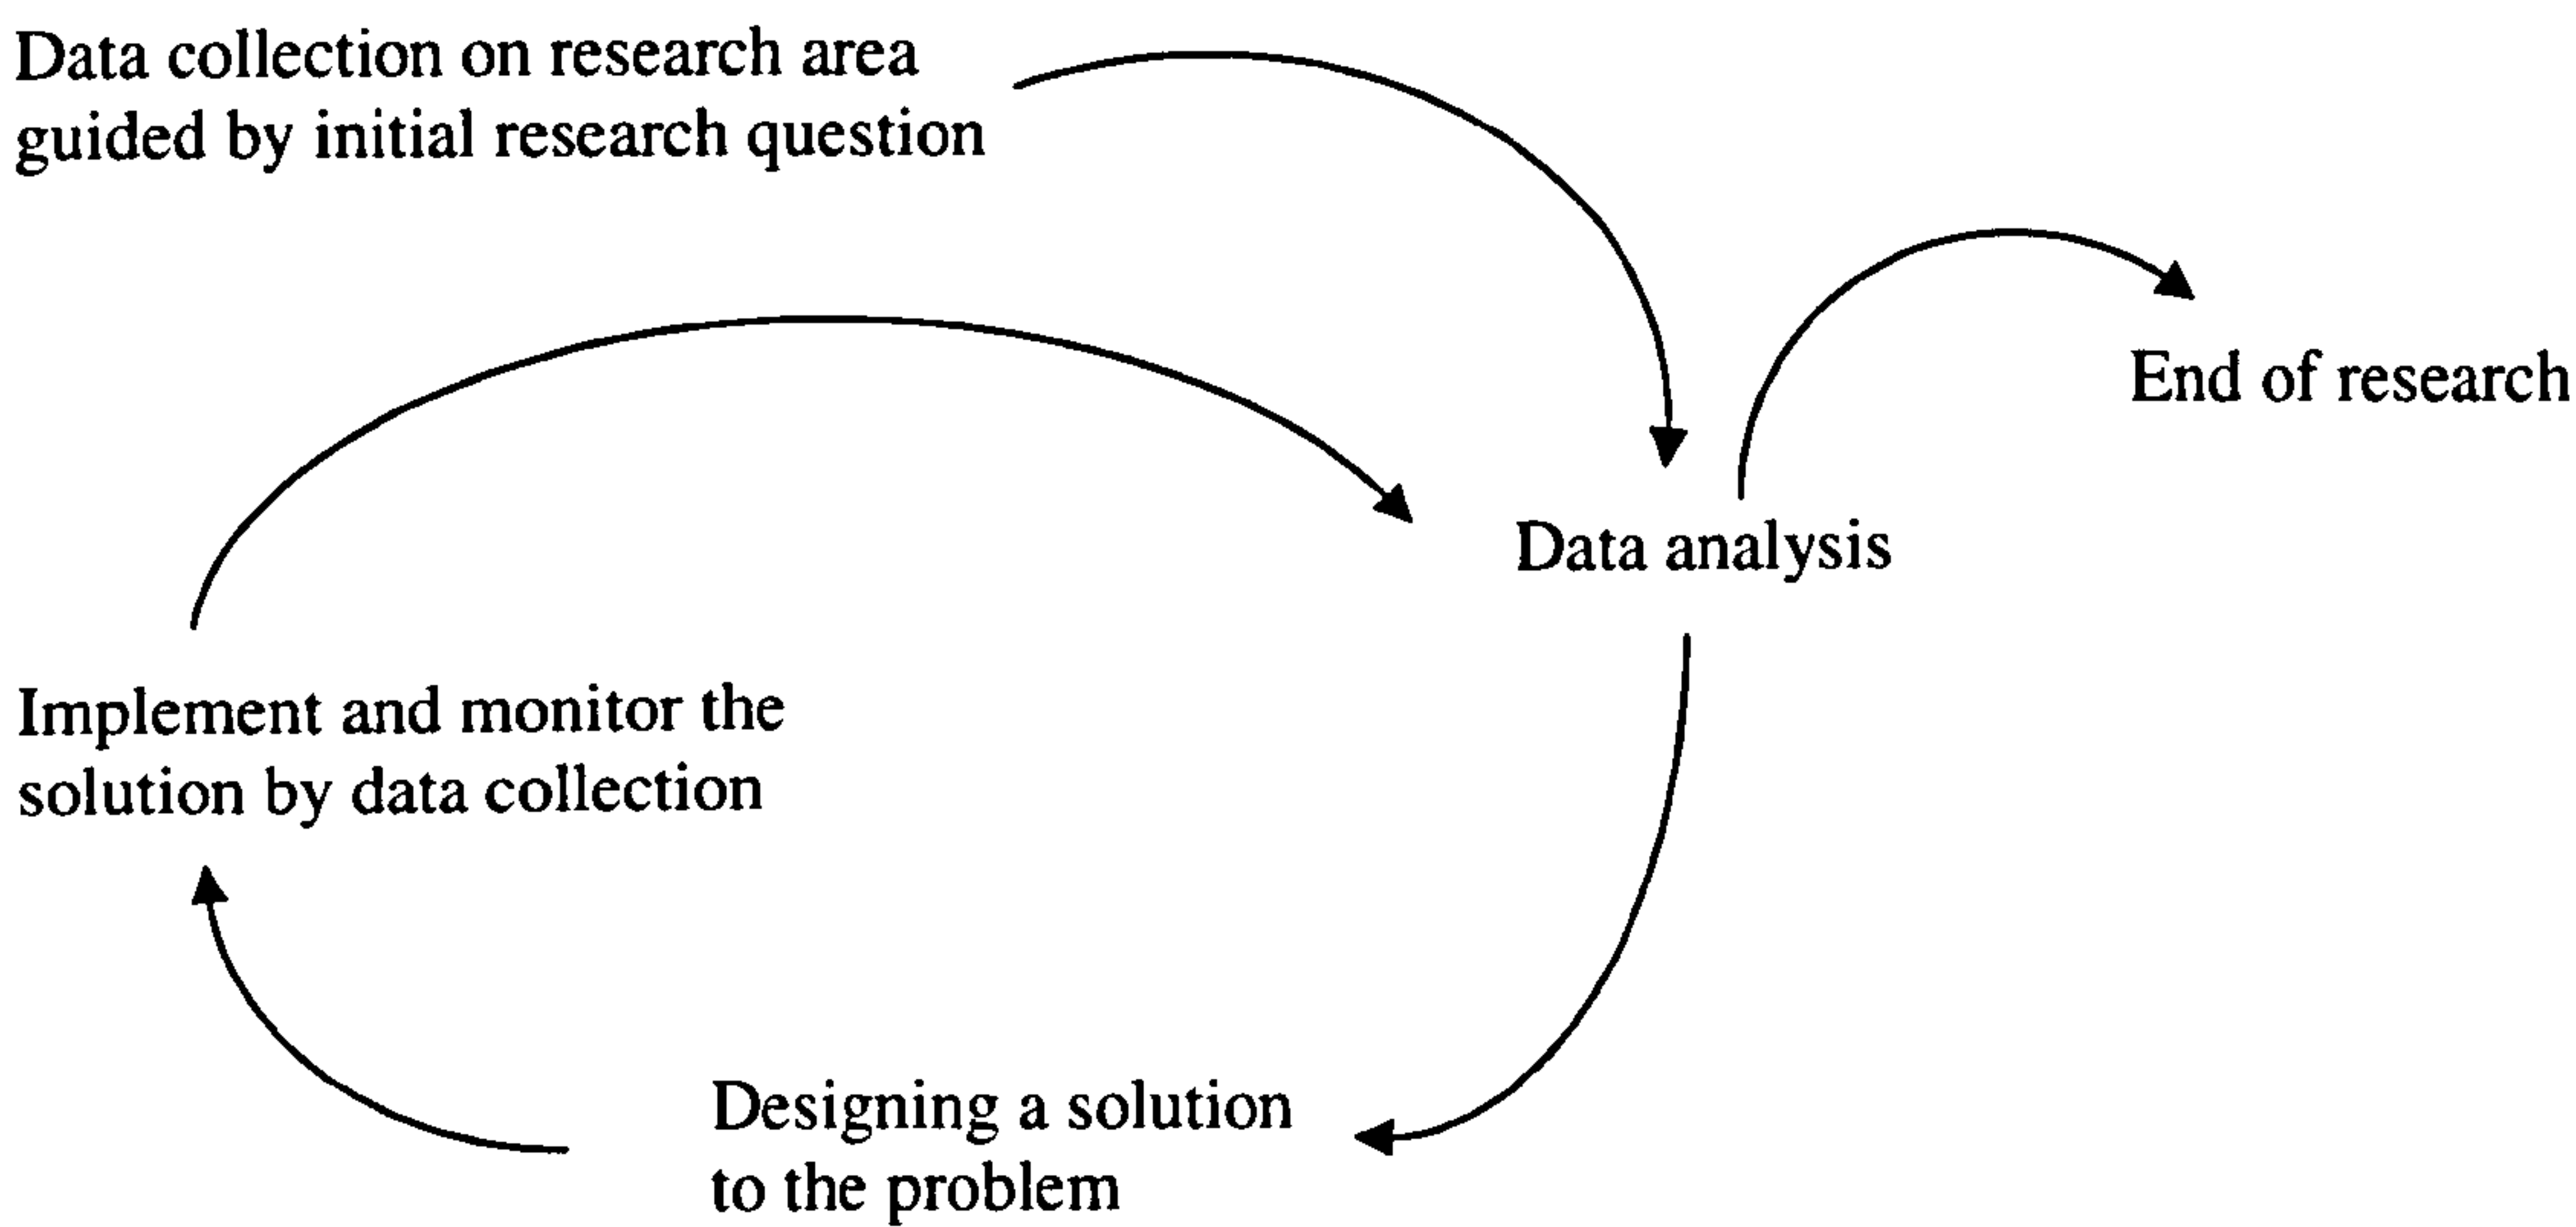 Data collection on research area
guided by initial research question
End of research
Data analysis
Implement and monitor the
solution by data collection
Designing a solution
to the problem